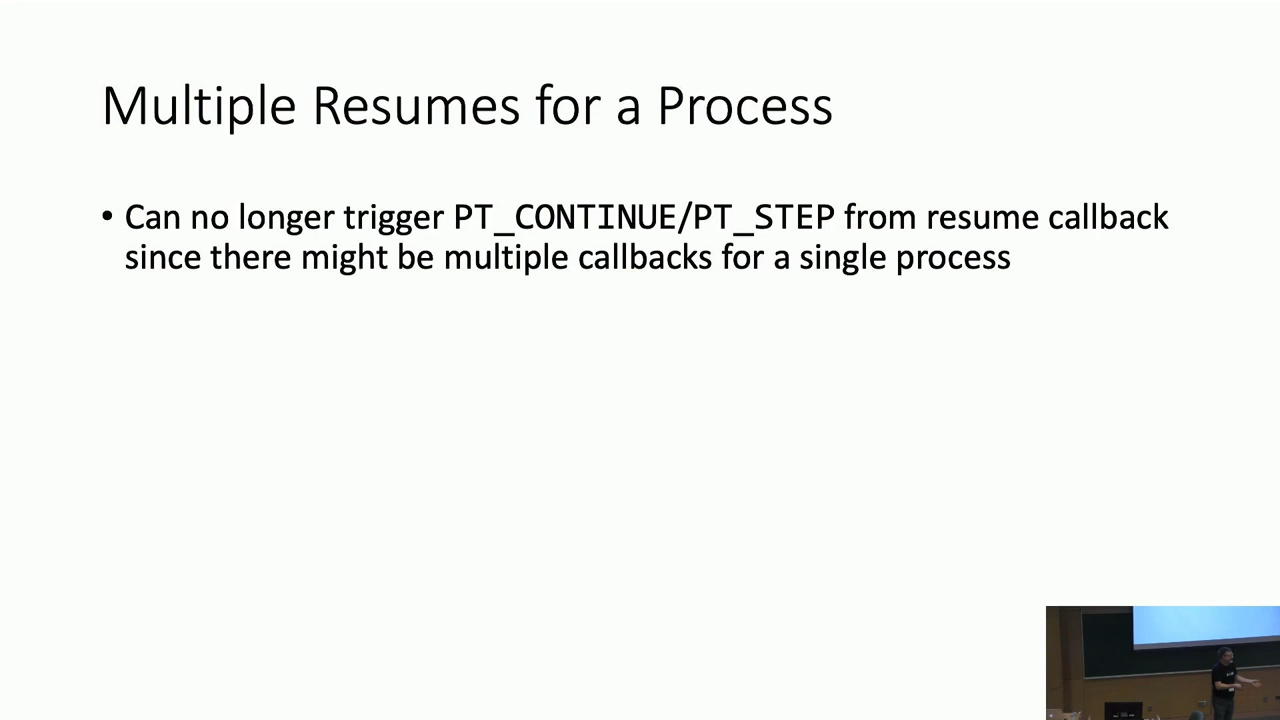 Multiple Resumes for a Process
• Can no longer trigger PT_CONTINUE/PT_STEP from resume callback
since there might be multiple callbacks for a single process